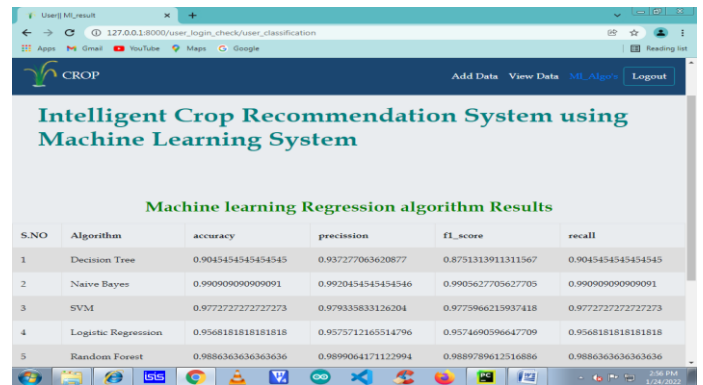 User|| Ml_result
127.0.0.1:8000/user_login_check/user_classification
Apps Gmail YouTube Maps Google Reading list
CROP Add Data View Data Ml_Algo's Logout
Intelligent Crop Recommendation System using
Machine Learning System
Machine learning Regression algorithm Results
S.NO Algorithm accuracy precission f1_score recall
1 Decision Tree 0.9045454545454545 0.937277063620877 0.8751313911311567 0.9045454545454545
2 Naive Bayes 0.990909090909091 0.9920454545454546 0.9905627705627705 0.990909090909091
3 SVM 0.9772727272727273 0.979335833126204 0.9775966215937418 0.9772727272727273
4 Logistic Regression 0.9568181818181818 0.9575712165514796 0.9574690596647709 0.9568181818181818
5 Random Forest 0.9886363636363636 0.9899064171122994 0.9889789612516886 0.9886363636363636
isis PC
2:56 PM
1/24/2022